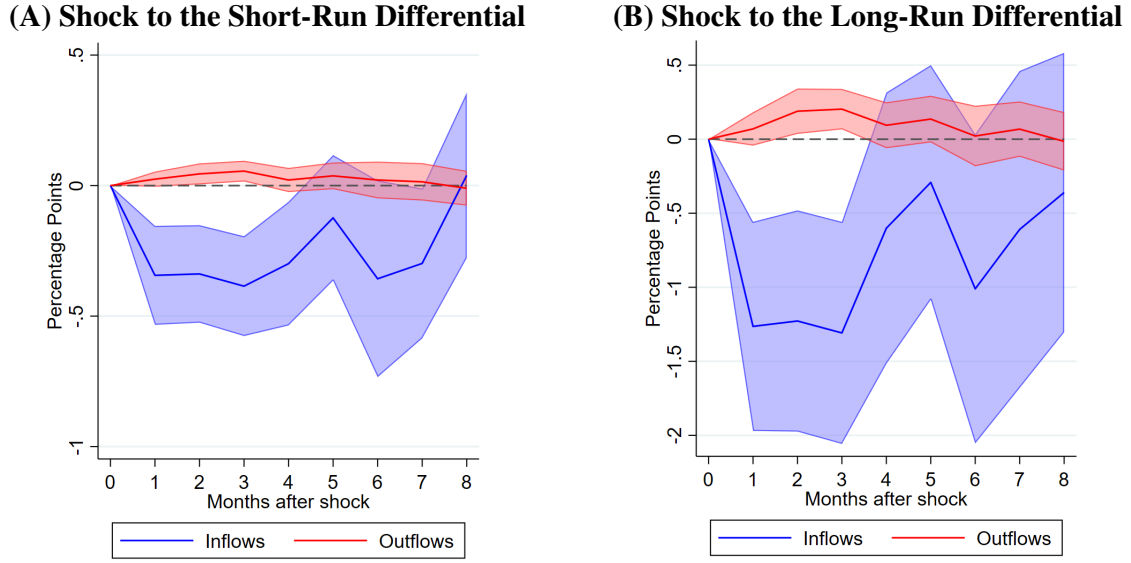 (A) Shock to the Short-Run Differential
Percentage Points
.5
0
-.5
-1
0 1 2 3 4 5 6 7 8
Months after shock
Inflows Outflows
(B) Shock to the Long-Run Differential
Percentage Points
.5
0
-.5
-1
-1.5
-2
0 1 2 3 4 5 6 7 8
Months after shock
Inflows Outflows